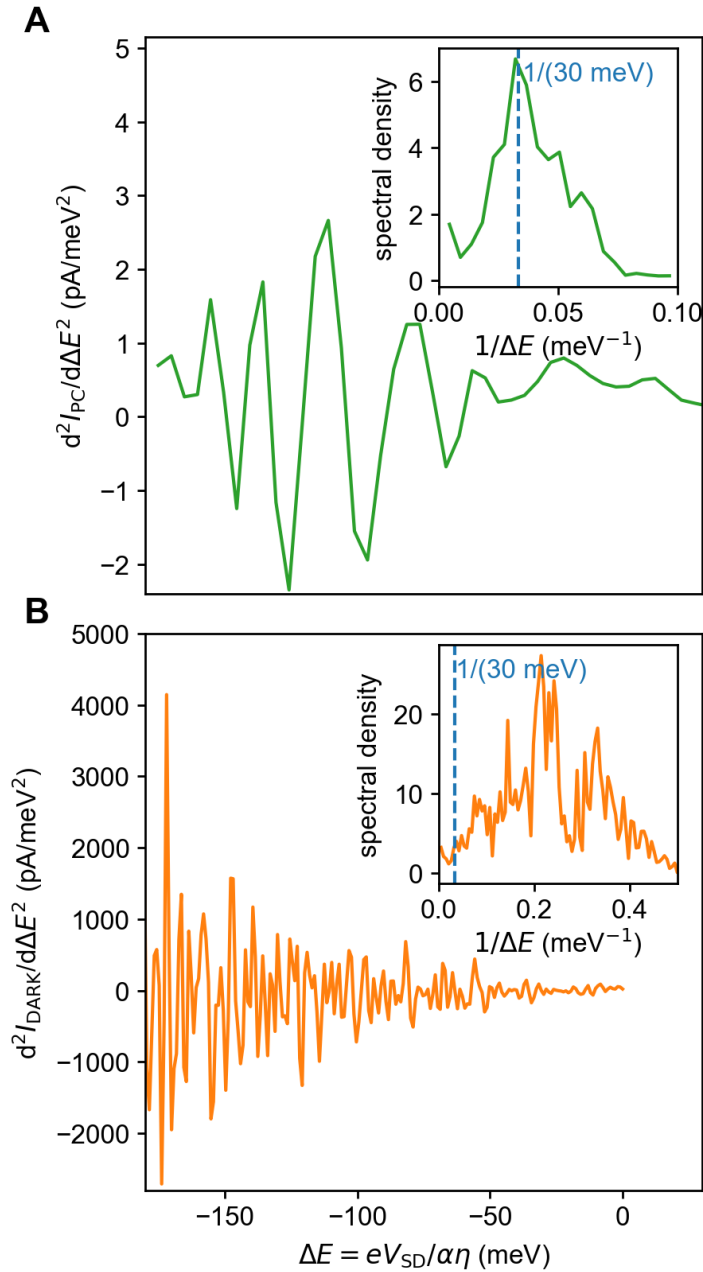 A
5
4
3
2
1
0
−1
−2
d²I_PC/dΔE² (pA/meV²)
6
4
2
0
spectral density
1/(30 meV)
0.00 0.05 0.10
1/ΔE (meV⁻¹)
B
5000
4000
3000
2000
1000
0
−1000
−2000
d²I_DARK/dΔE² (pA/meV²)
20
10
0
spectral density
1/(30 meV)
0.0 0.2 0.4
1/ΔE (meV⁻¹)
−150 −100 −50 0
ΔE = eV_SD/αη (meV)